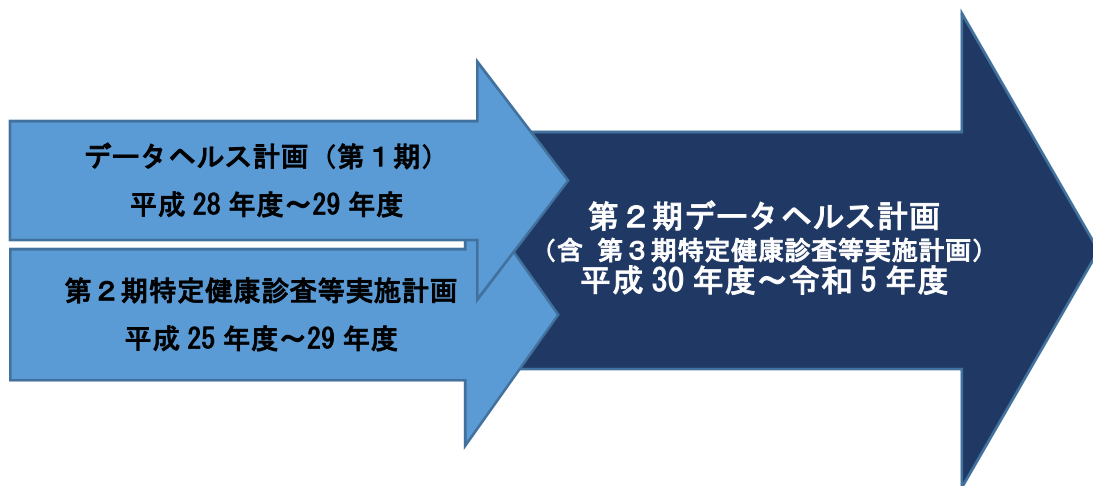 データヘルス計画（第１期）
平成 28 年度～29 年度
第２期特定健康診査等実施計画
平成 25 年度～29 年度
第２期データヘルス計画
（含 第３期特定健康診査等実施計画）
平成 30 年度～令和 5 年度